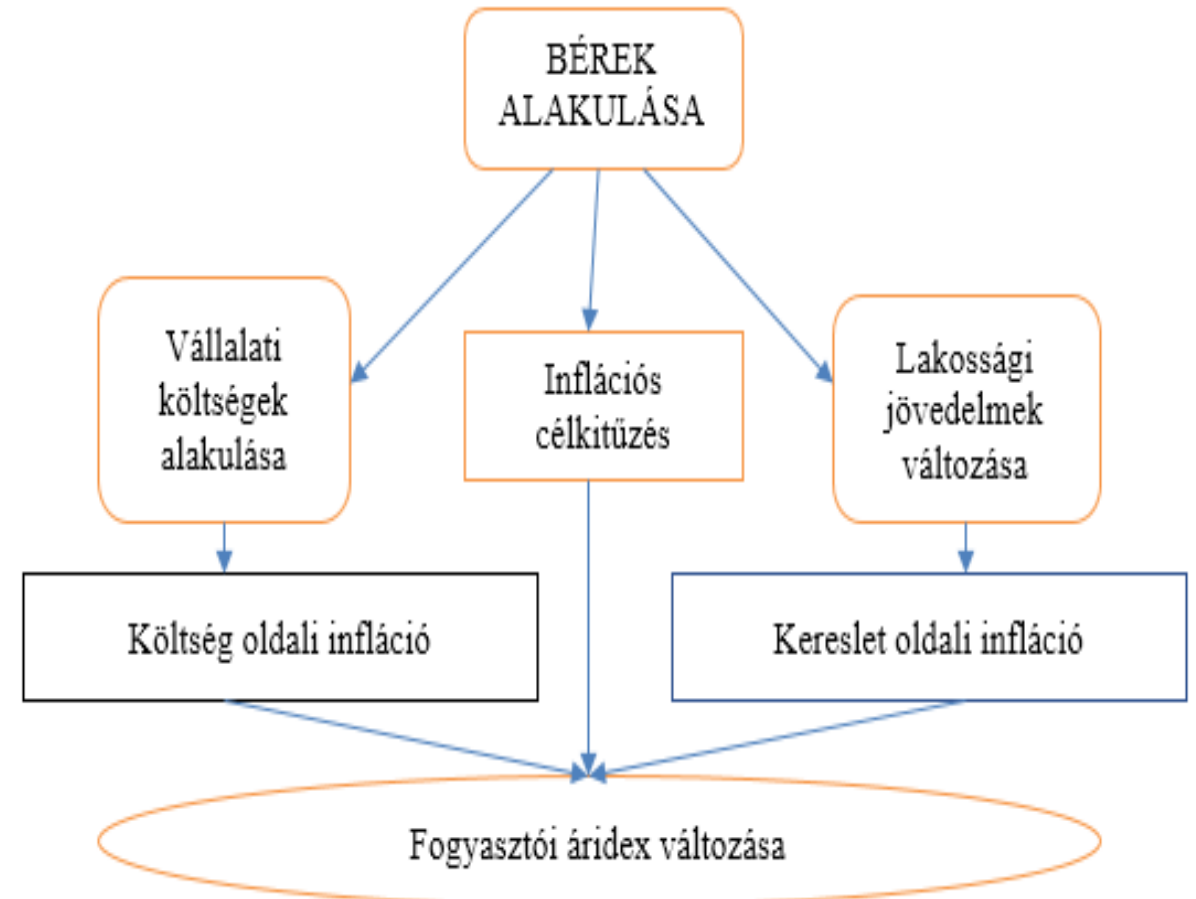 BÉREK
ALAKULÁSA
Vállalati
költségek
alakulása
Inflációs
célkitűzés
Lakossági
jövedelmek
változása
Költség oldali infláció
Kereslet oldali infláció
Fogyasztói áridex változása